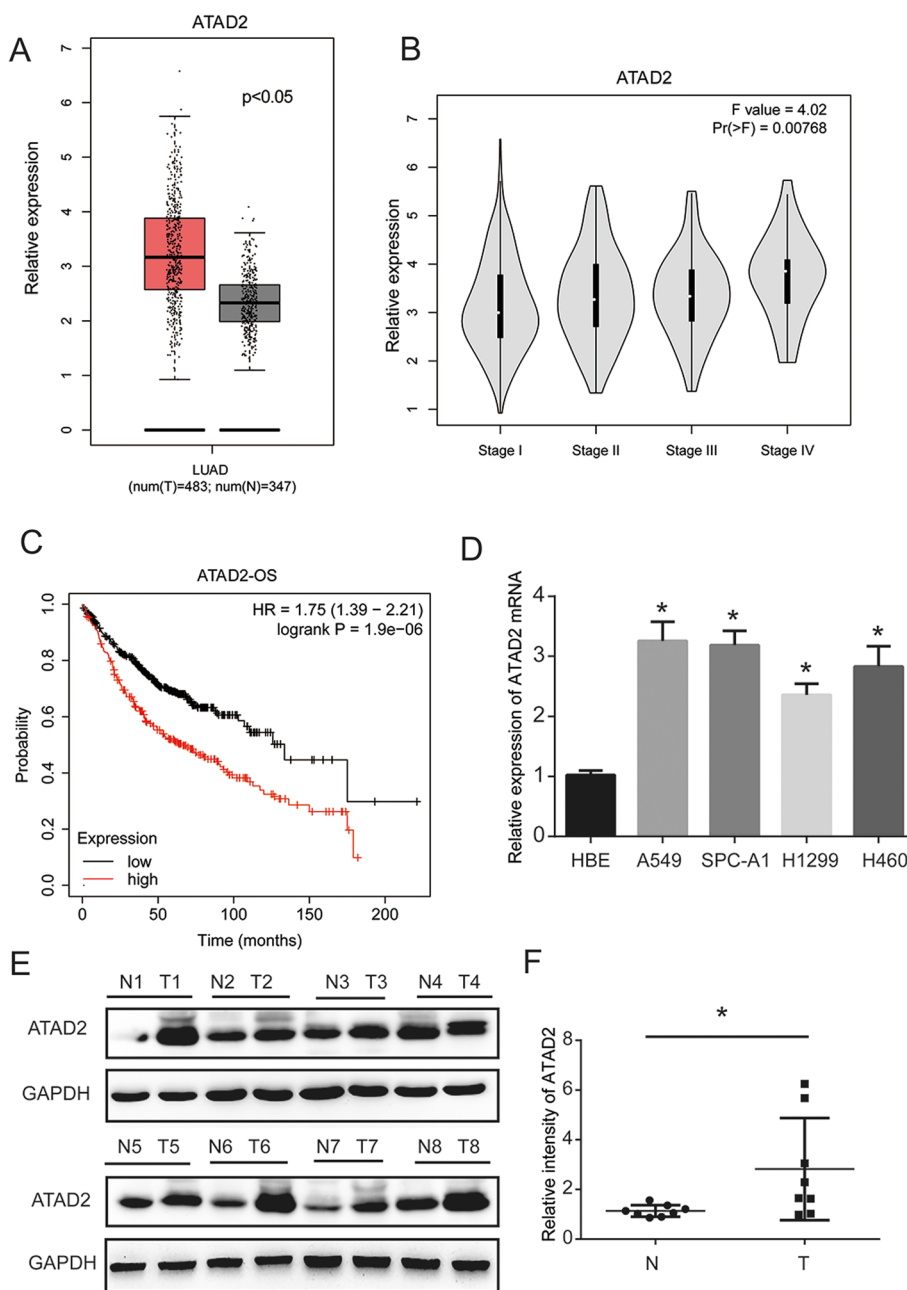 A
ATAD2
p<0.05
Relative expression
7
6
5
4
3
2
1
0
LUAD
(num(T)=483; num(N)=347)
B
ATAD2
F value = 4.02
Pr(>F) = 0.00768
Relative expression
7
6
5
4
3
2
1
Stage I Stage II Stage III Stage IV
C
ATAD2-OS
HR = 1.75 (1.39 − 2.21)
logrank P = 1.9e−06
Probability
1.0
0.8
0.6
0.4
0.2
0.0
Expression
low
high
0 50 100 150 200
Time (months)
D
Relative expression of ATAD2 mRNA
4
3
2
1
0
* * * *
HBE A549 SPC-A1 H1299 H460
E
N1 T1 N2 T2 N3 T3 N4 T4
ATAD2
GAPDH
N5 T5 N6 T6 N7 T7 N8 T8
ATAD2
GAPDH
F
*
Relative intensity of ATAD2
8
6
4
2
0
N T